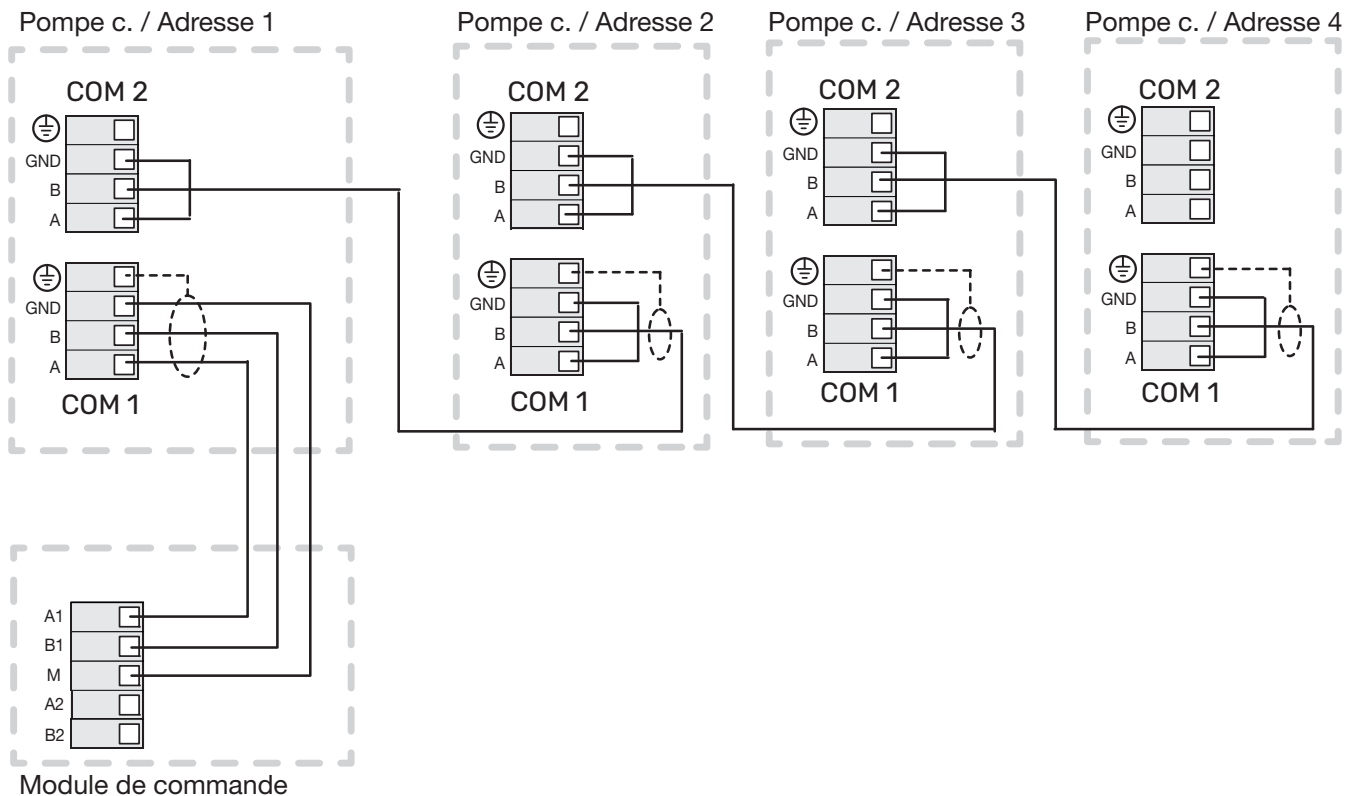 Pompe c. / Adresse 1
COM 2
GND
B
A
GND
B
A
COM 1
Pompe c. / Adresse 2
COM 2
GND
B
A
GND
B
A
COM 1
Pompe c. / Adresse 3
COM 2
GND
B
A
GND
B
A
COM 1
Pompe c. / Adresse 4
COM 2
GND
B
A
GND
B
A
COM 1
A1
B1
M
A2
B2
Module de commande